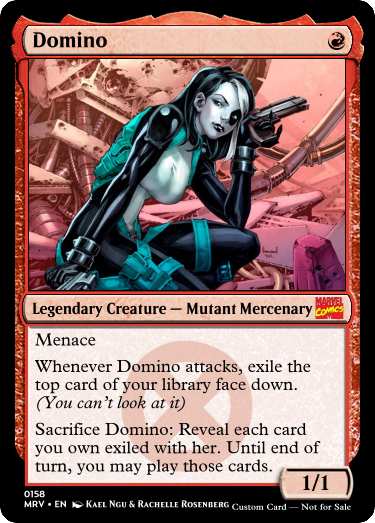 Domino
Legendary Creature — Mutant Mercenary
MARVEL
COMICS
Menace
Whenever Domino attacks, exile the
top card of your library face down.
(You can't look at it)
Sacrifice Domino: Reveal each card
you own exiled with her. Until end of
turn, you may play those cards.
1/1
0158
MRV • EN Kael Ngu & Rachelle Rosenberg
Custom Card — Not for Sale